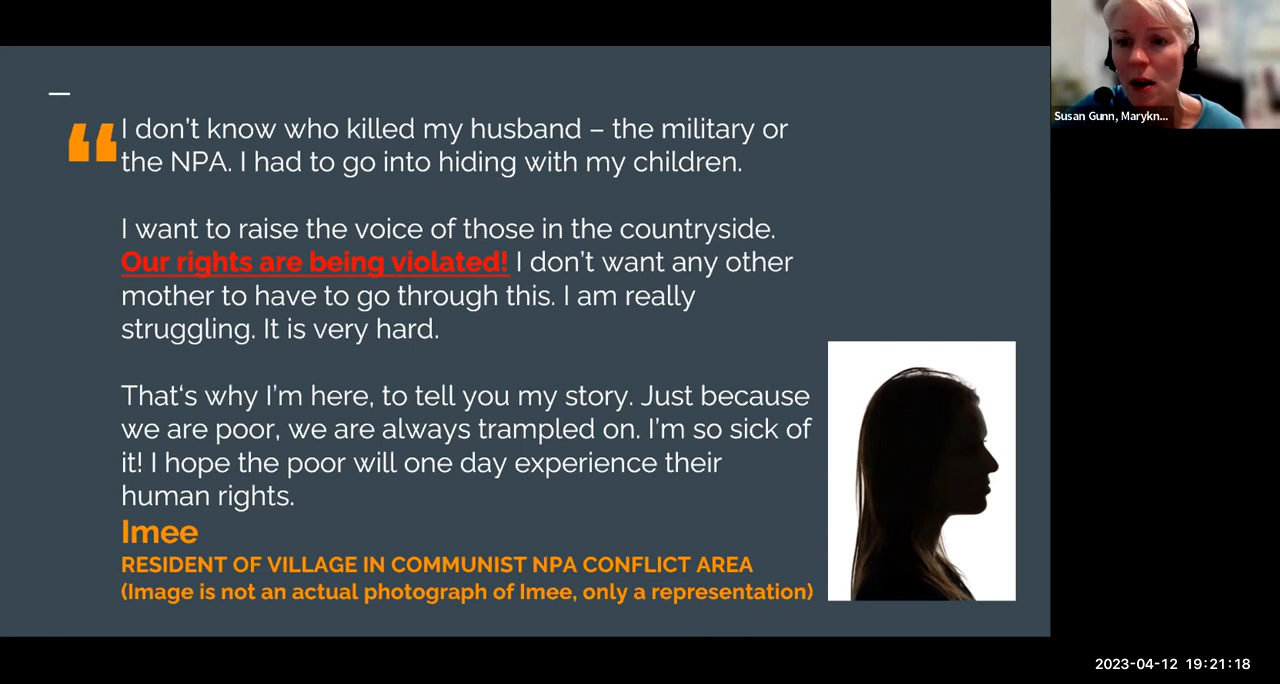 “
I don’t know who killed my husband – the military or
the NPA. I had to go into hiding with my children.
I want to raise the voice of those in the countryside.
Our rights are being violated! I don’t want any other
mother to have to go through this. I am really
struggling. It is very hard.
That‘s why I’m here, to tell you my story. Just because
we are poor, we are always trampled on. I’m so sick of
it! I hope the poor will one day experience their
human rights.
Imee
RESIDENT OF VILLAGE IN COMMUNIST NPA CONFLICT AREA
(Image is not an actual photograph of Imee, only a representation)
Susan Gunn, Marykn...
2023-04-12 19:21:18